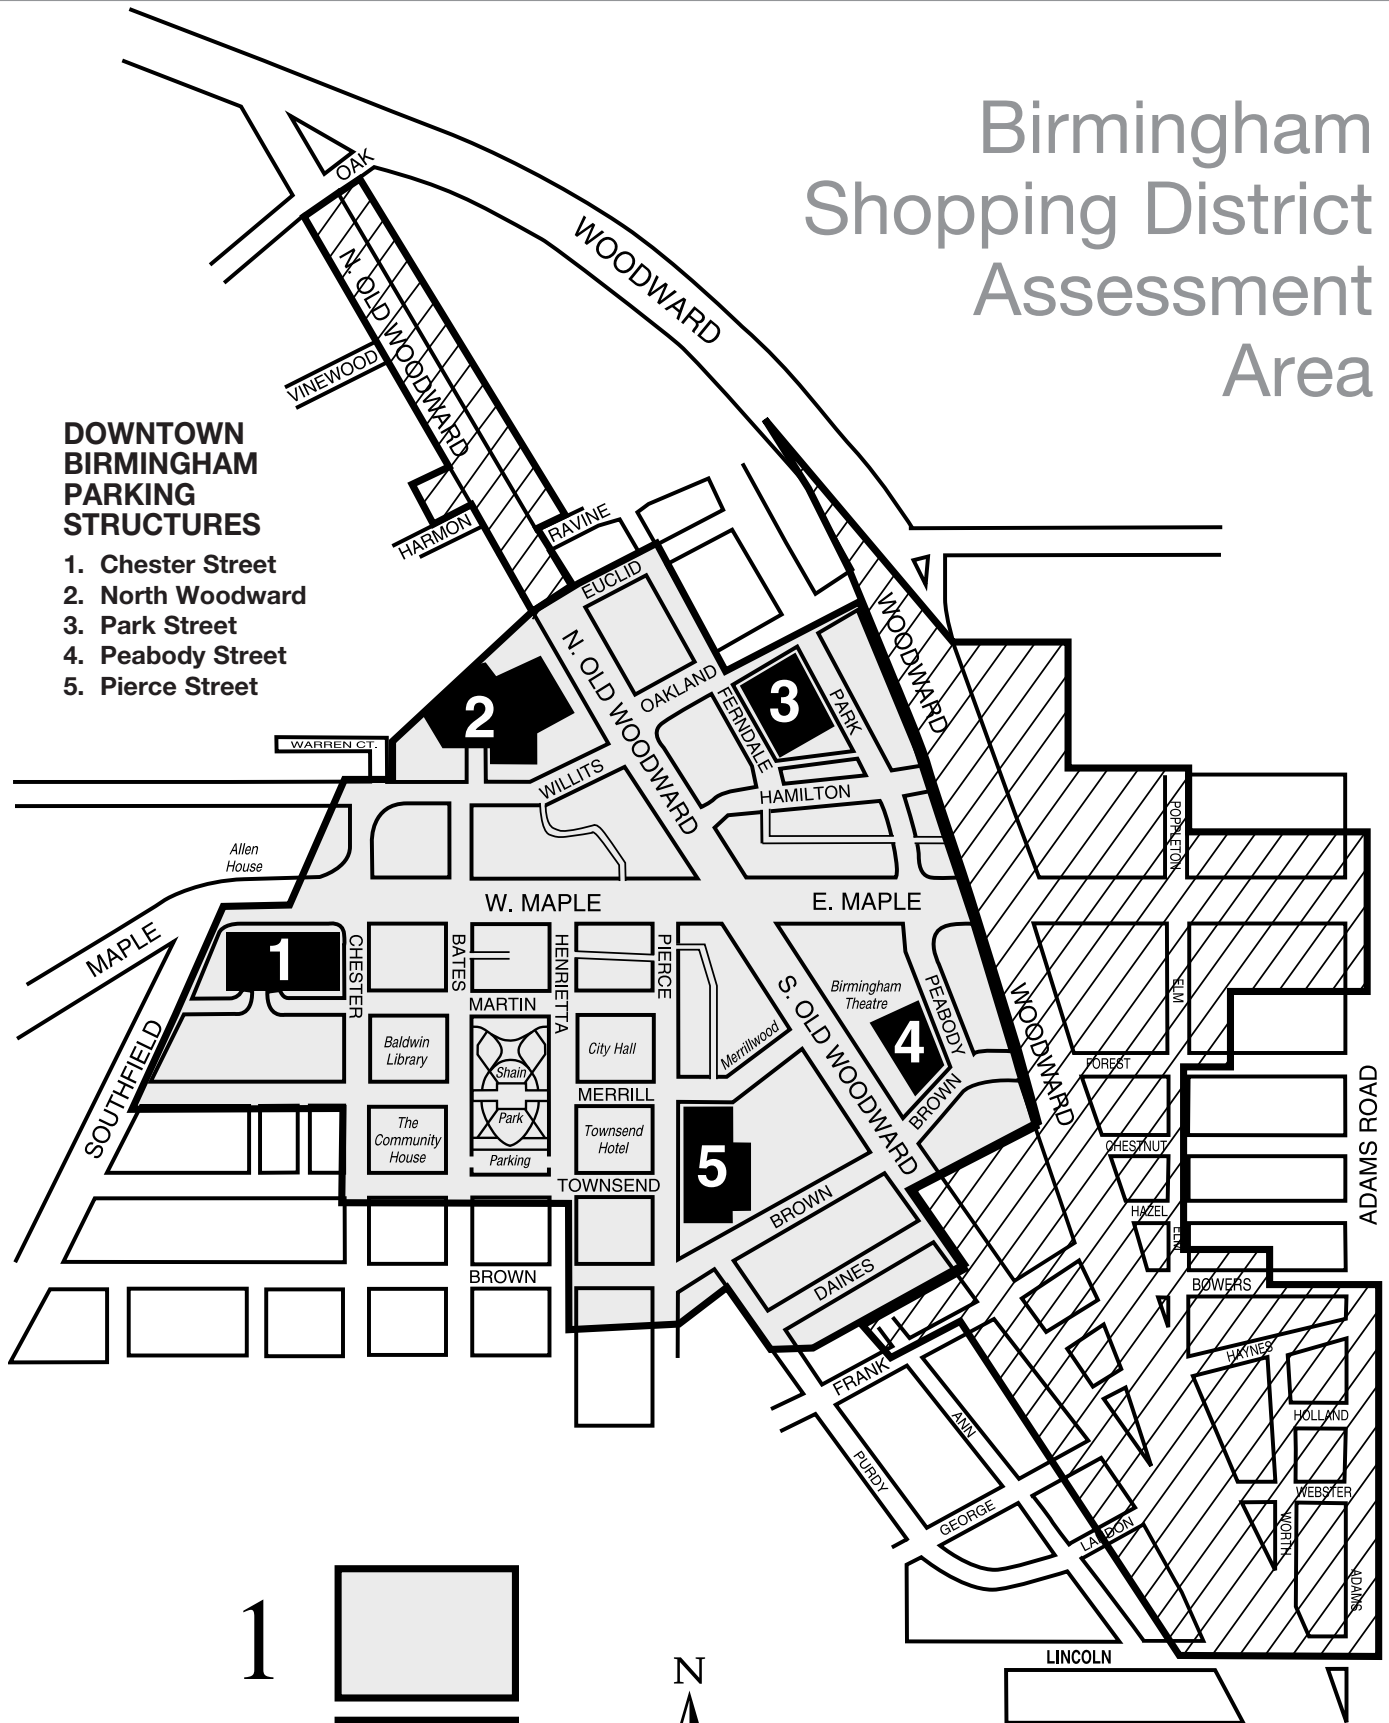 Birmingham
Shopping District
Assessment
Area
OAK
WOODWARD
N. OLD WOODWARD
VINEWOOD
DOWNTOWN
BIRMINGHAM
PARKING
STRUCTURES
1. Chester Street
2. North Woodward
3. Park Street
4. Peabody Street
5. Pierce Street
HARMON
RAVINE
EUCLID
WOODWARD
N. OLD WOODWARD
OAKLAND
2
3
FERNDALE
PARK
WARREN CT.
WILLITS
HAMILTON
POPPLETON
Allen
House
W. MAPLE
E. MAPLE
MAPLE
1
CHESTER
BATES
HENRIETTA
PIERCE
MARTIN
S. OLD WOODWARD
Birmingham
Theatre
PEABODY
WOODWARD
ELM
4
SOUTHFIELD
Baldwin
Library
Shain
City Hall
Merrillwood
FOREST
ADAMS ROAD
MERRILL
BROWN
The
Community
House
Park
Townsend
Hotel
CHESTNUT
Parking
5
TOWNSEND
BROWN
HAZEL
ELM
BROWN
DAINES
BOWERS
HAYNES
FRANK
ANN
HOLLAND
PURDY
WEBSTER
GEORGE
LANDON
WORTH
ADAMS
1
N
LINCOLN